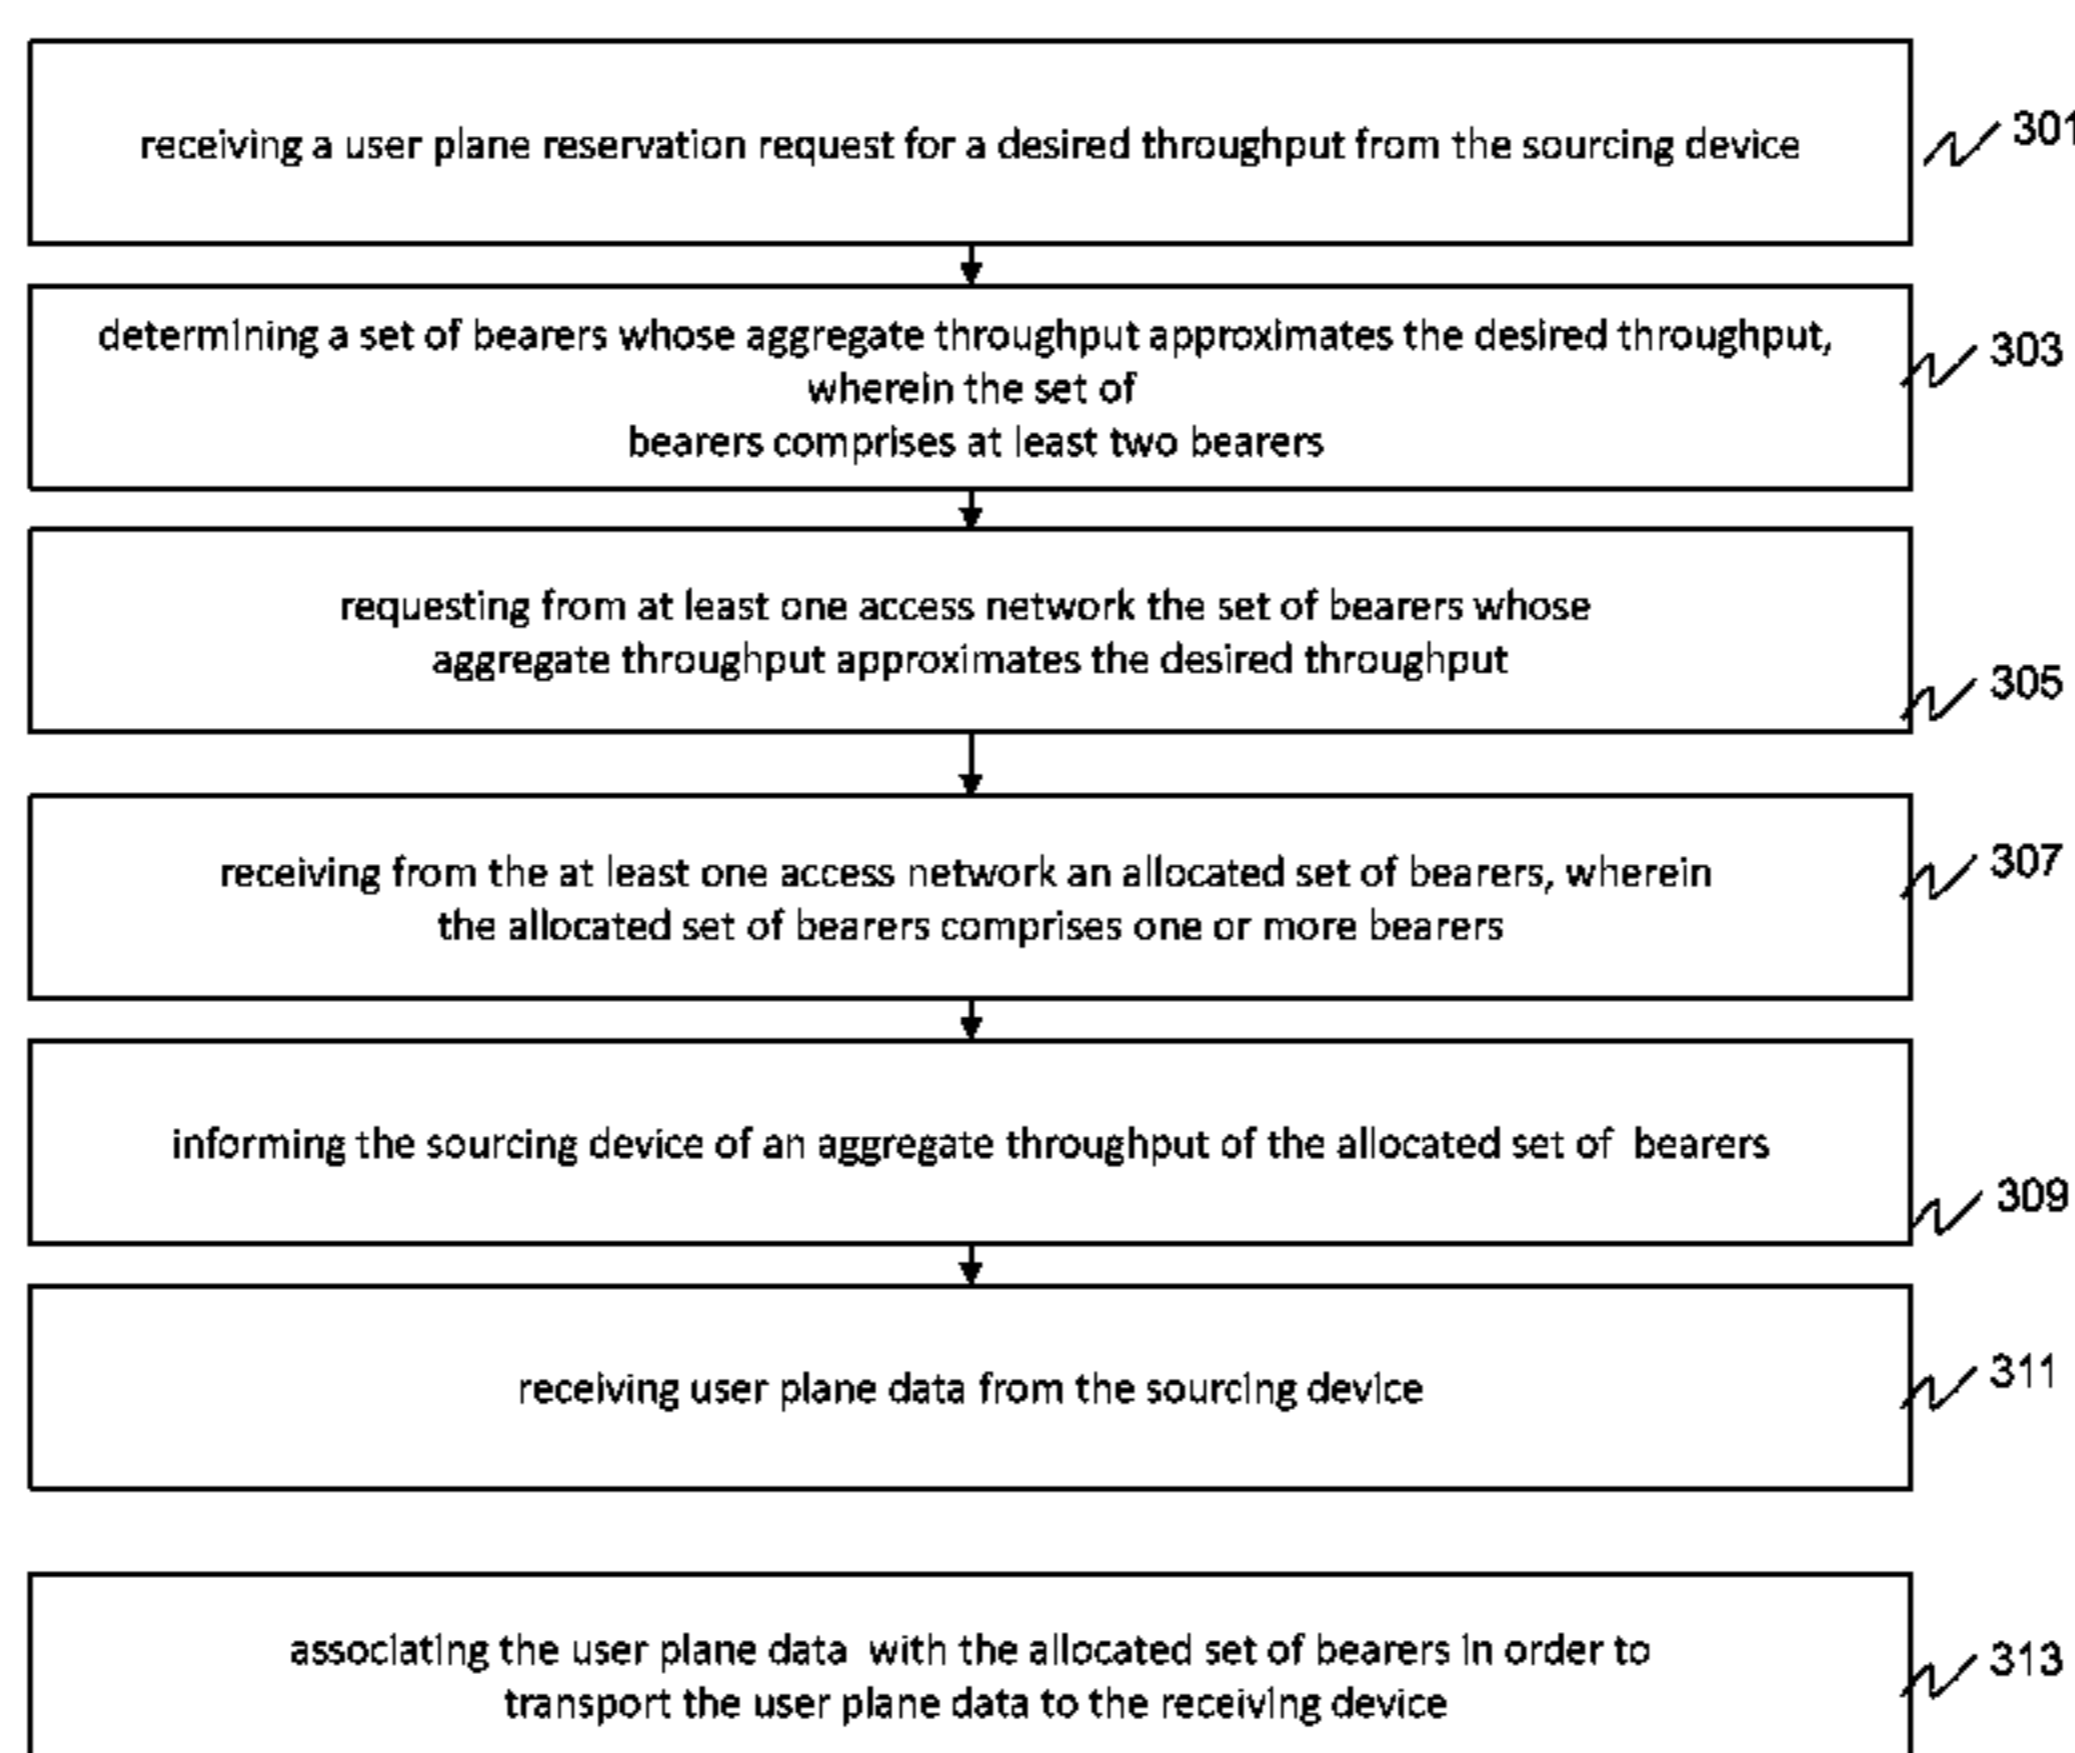 receiving a user plane reservation request for a desired throughput from the sourcing device
301
determining a set of bearers whose aggregate throughput approximates the desired throughput,
wherein the set of
bearers comprises at least two bearers
303
requesting from at least one access network the set of bearers whose
aggregate throughput approximates the desired throughput
305
receiving from the at least one access network an allocated set of bearers, wherein
the allocated set of bearers comprises one or more bearers
307
informing the sourcing device of an aggregate throughput of the allocated set of bearers
309
receiving user plane data from the sourcing device
311
associating the user plane data with the allocated set of bearers in order to
transport the user plane data to the receiving device
313